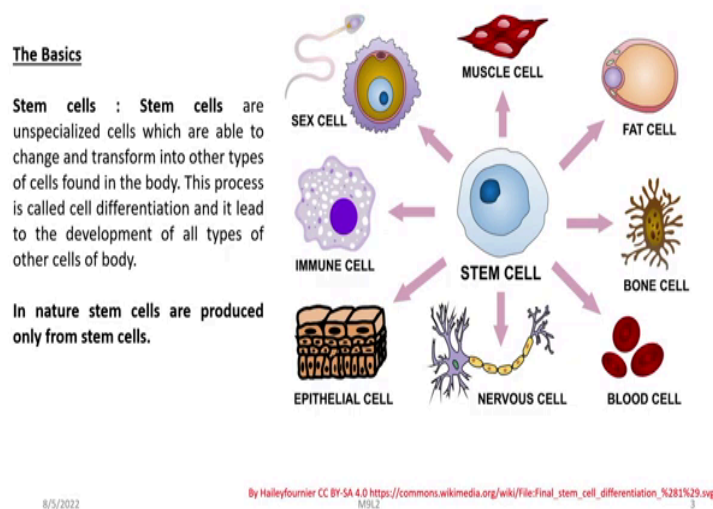 The Basics
Stem cells : Stem cells are
unspecialized cells which are able to
change and transform into other types
of cells found in the body. This process
is called cell differentiation and it lead
to the development of all types of
other cells of body.
In nature stem cells are produced
only from stem cells.
SEX CELL
MUSCLE CELL
FAT CELL
IMMUNE CELL
STEM CELL
BONE CELL
EPITHELIAL CELL
NERVOUS CELL
BLOOD CELL
By Haileyfournier CC BY-SA 4.0 https://commons.wikimedia.org/wiki/File:Final_stem_cell_differentiation_%281%29.svg
8/5/2022
M9L2
3